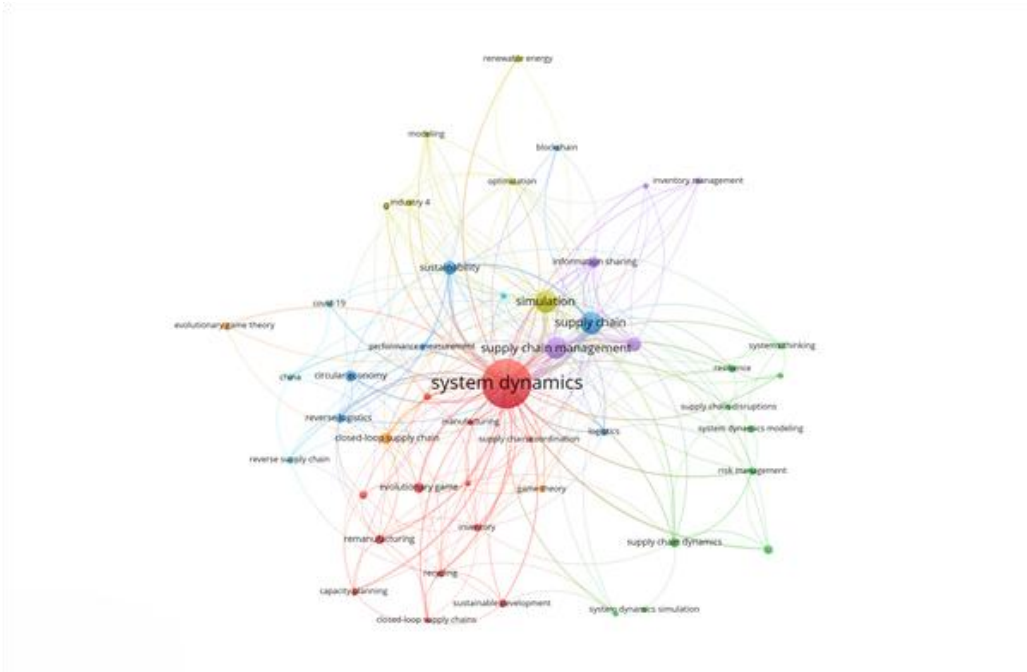 renewable energy
modeling
blockchain
optimization
inventory management
industry 4
information sharing
sustainability
simulation
covid-19
supply chain
evolutionary game theory
performance measurement
supply chain management
systems thinking
resilience
china
circular economy
system dynamics
supply chain disruptions
reverse logistics
manufacturing
system dynamics modeling
logistics
closed-loop supply chain
supply chain coordination
reverse supply chain
risk management
evolutionary game
game theory
inventory
remanufacturing
supply chain dynamics
recycling
capacity planning
sustainable development
system dynamics simulation
closed-loop supply chains